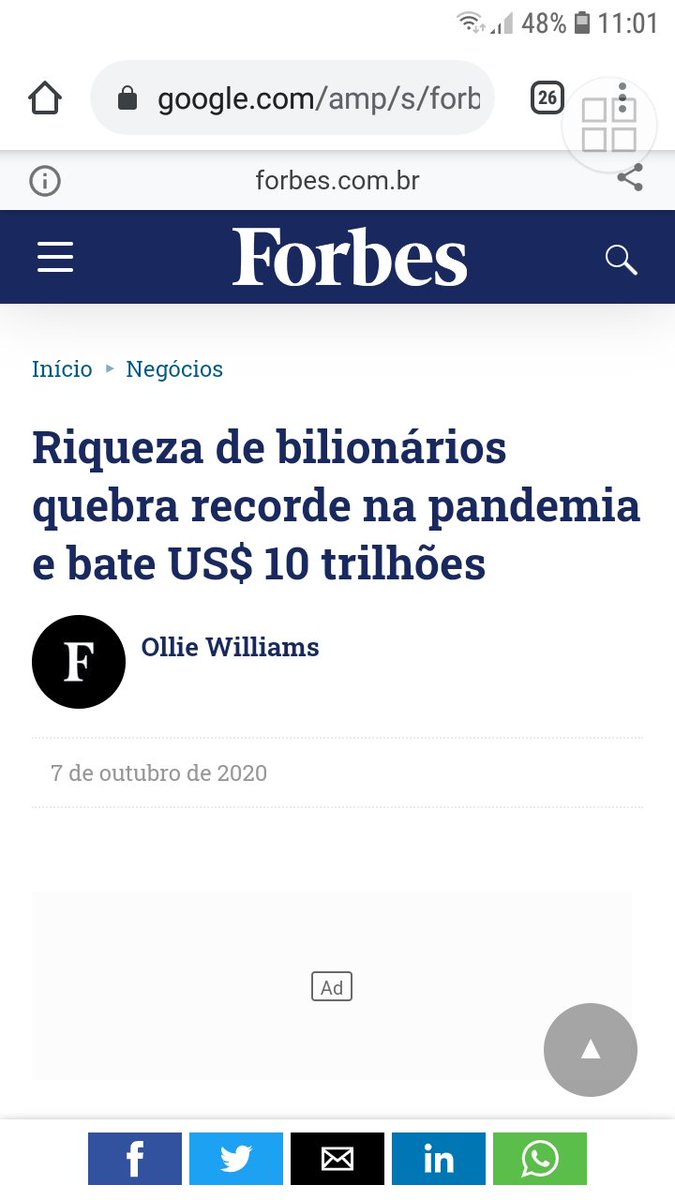 48% 11:01
google.com/amp/s/forb
26
forbes.com.br
Forbes
Início ▸ Negócios
Riqueza de bilionários
quebra recorde na pandemia
e bate US$ 10 trilhões
F
Ollie Williams
7 de outubro de 2020
Ad